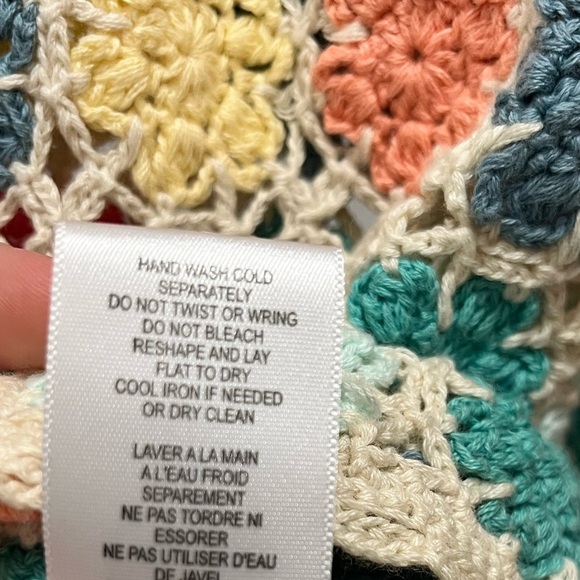 HAND WASH COLD
SEPARATELY
DO NOT TWIST OR WRING
DO NOT BLEACH
RESHAPE AND LAY
FLAT TO DRY
COOL IRON IF NEEDED
OR DRY CLEAN
LAVER A LA MAIN
A L'EAU FROID
SEPAREMENT
NE PAS TORDRE NI
ESSORER
NE PAS UTILISER D'EAU
DE JAVEL